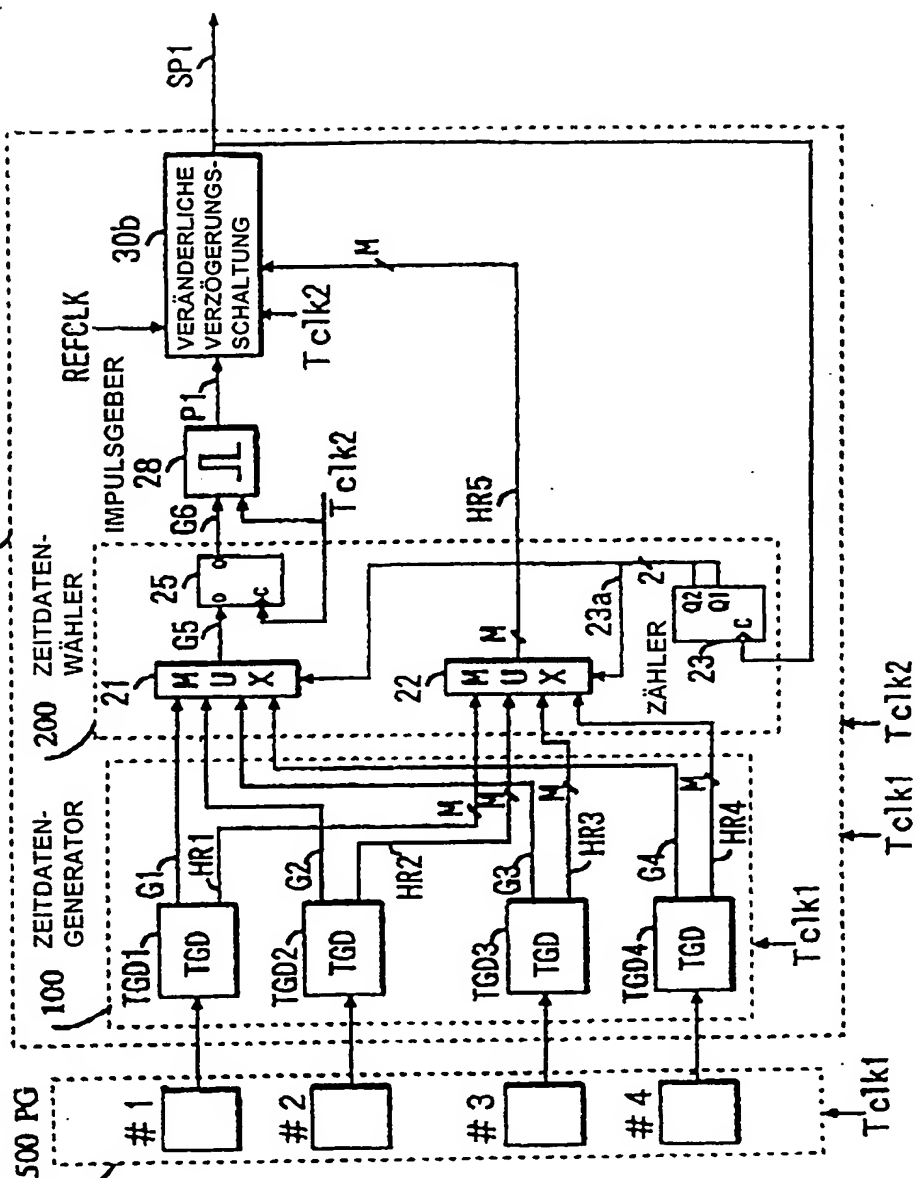 500 PG
# 1
# 2
# 3
# 4
Tclk1
100
ZEITDATEN-
GENERATOR
TGD1
TGD
TGD2
TGD
TGD3
TGD
TGD4
TGD
G1
HR1
G2
HR2
G3
HR3
G4
HR4
M
M
M
M
Tclk1
Tclk1
Tclk2
200
ZEITDATEN-
WÄHLER
21
MUX
22
MUX
G5
25
D
C
G6
M
HR5
23a
2
ZÄHLER
23
Q2
Q1
C
IMPULSGEBER
28
P1
Tclk2
REFCLK
30b
VERÄNDERLICHE
VERZÖGERUNGS-
SCHALTUNG
Tclk2
M
SP1